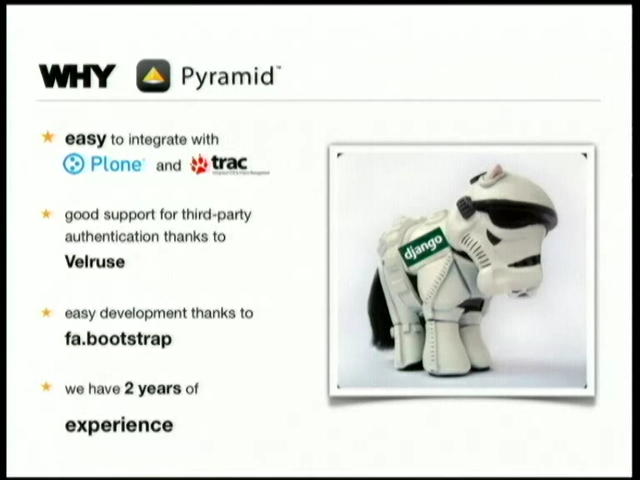 WHY Pyramid™
easy to integrate with
Plone® and trac
good support for third-party
authentication thanks to
Velruse
easy development thanks to
fa.bootstrap
we have 2 years of
experience
django